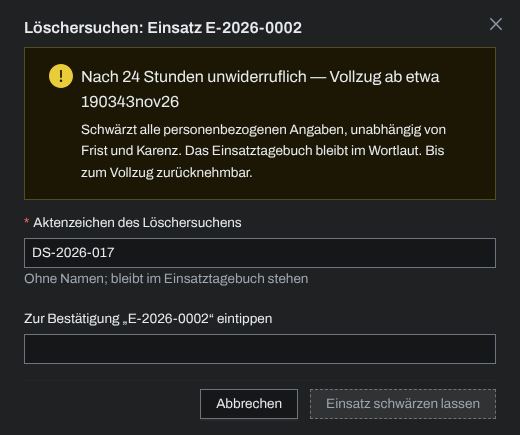 Löschersuchen: Einsatz E-2026-0002
Nach 24 Stunden unwiderruflich — Vollzug ab etwa
190343nov26
Schwärzt alle personenbezogenen Angaben, unabhängig von
Frist und Karenz. Das Einsatztagebuch bleibt im Wortlaut. Bis
zum Vollzug zurücknehmbar.
* Aktenzeichen des Löschersuchens
DS-2026-017
Ohne Namen; bleibt im Einsatztagebuch stehen
Zur Bestätigung „E-2026-0002“ eintippen
Abbrechen
Einsatz schwärzen lassen